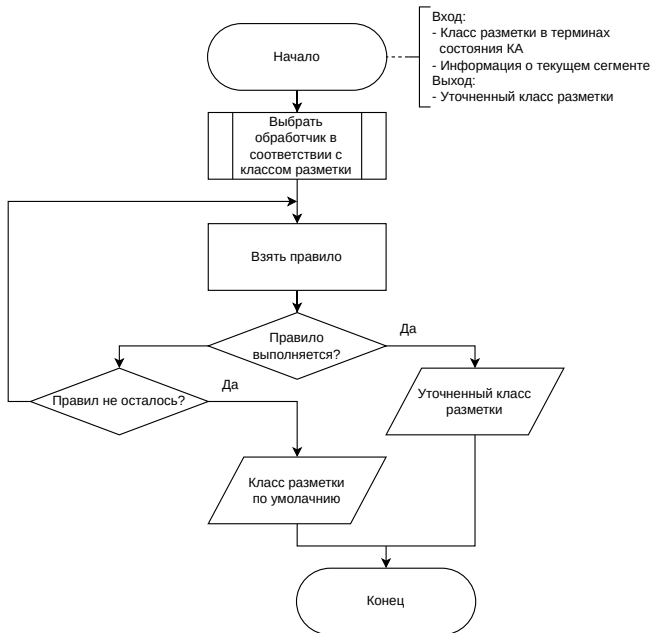 Вход:
- Класс разметки в терминах
состояния КА
- Информация о текущем сегменте
Выход:
- Уточненный класс разметки
Начало
Выбрать
обработчик в
соответствии с
классом разметки
Взять правило
Правило
выполняется?
Да
Правил не осталось?
Да
Уточненный класс
разметки
Класс разметки
по умолачнию
Конец